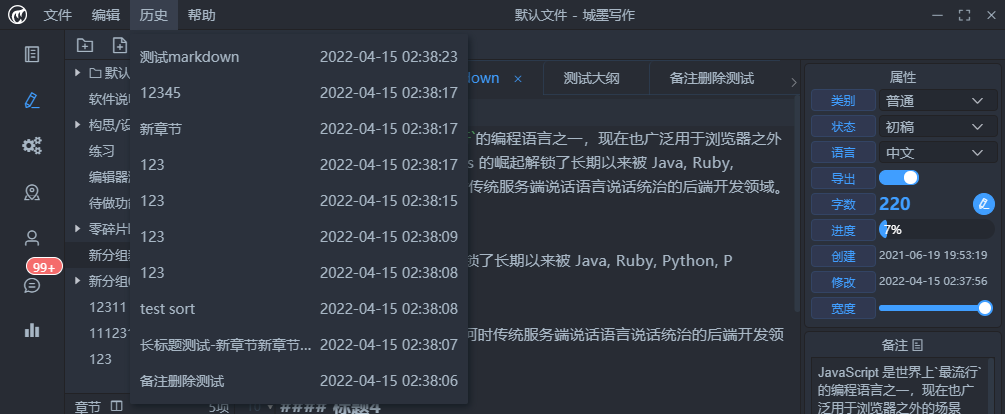 文件 编辑 历史 帮助 默认文件 - 城墨写作
测试markdown 2022-04-15 02:38:23
12345 2022-04-15 02:38:17
新章节 2022-04-15 02:38:17
123 2022-04-15 02:38:17
123 2022-04-15 02:38:15
123 2022-04-15 02:38:09
123 2022-04-15 02:38:08
test sort 2022-04-15 02:38:08
长标题测试-新章节新章节... 2022-04-15 02:38:07
备注删除测试 2022-04-15 02:38:06
99+
默认
软件说
构思/设
练习
编辑器
待做功
零碎片
新分组
新分组
12311
11123
123
章节 5项 10
down × 测试大纲 备注删除测试
`的编程语言之一，现在也广泛用于浏览器之外
s 的崛起解锁了长期以来被 Java, Ruby,
传统服务端说话语言说话统治的后端开发领域。
锁了长期以来被 Java, Ruby, Python, P
何时传统服务端说话语言说话统治的后端开发领
#### 标题4
属性
类别 普通
状态 初稿
语言 中文
导出
字数 220
进度 7%
创建 2021-06-19 19:53:19
修改 2022-04-15 02:37:56
宽度
备注
JavaScript 是世界上`最流行`
的编程语言之一，现在也广
泛用于浏览器之外的场景